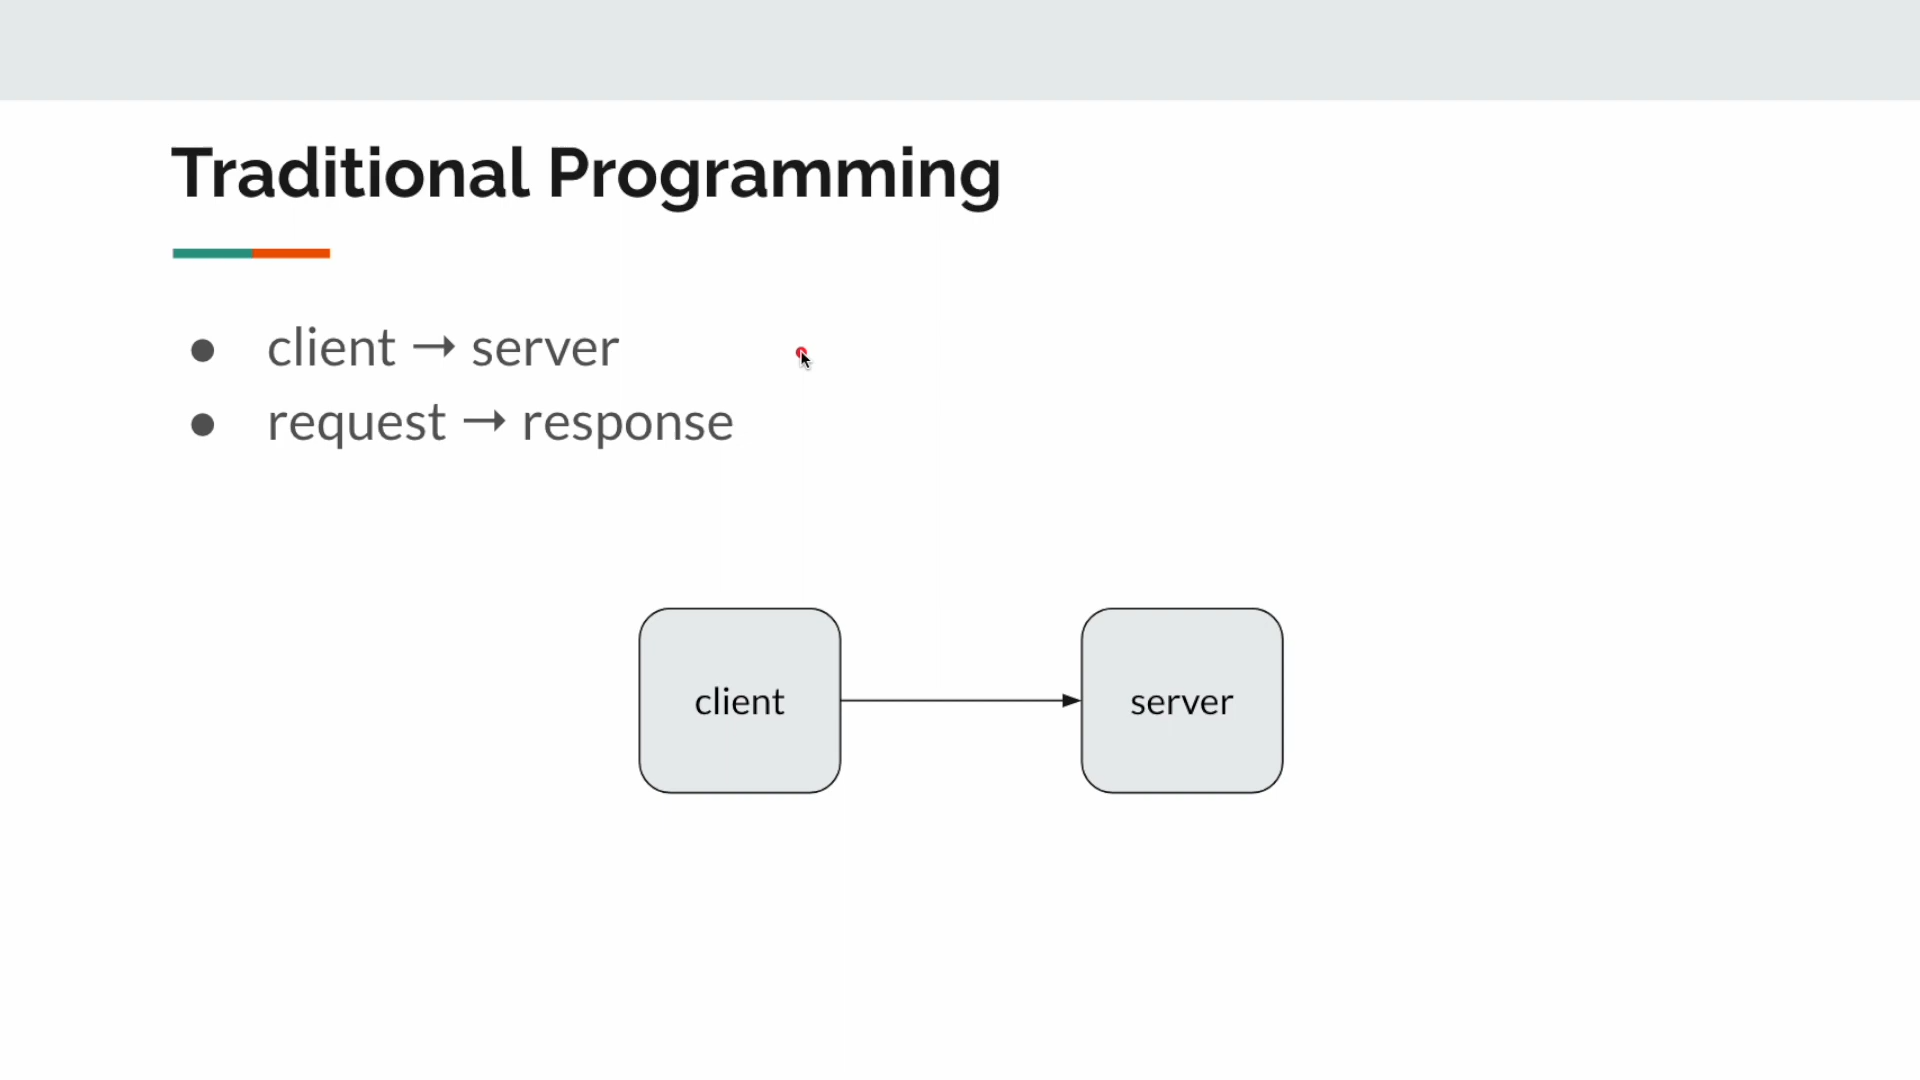 Traditional Programming
● client → server
● request → response
client
server